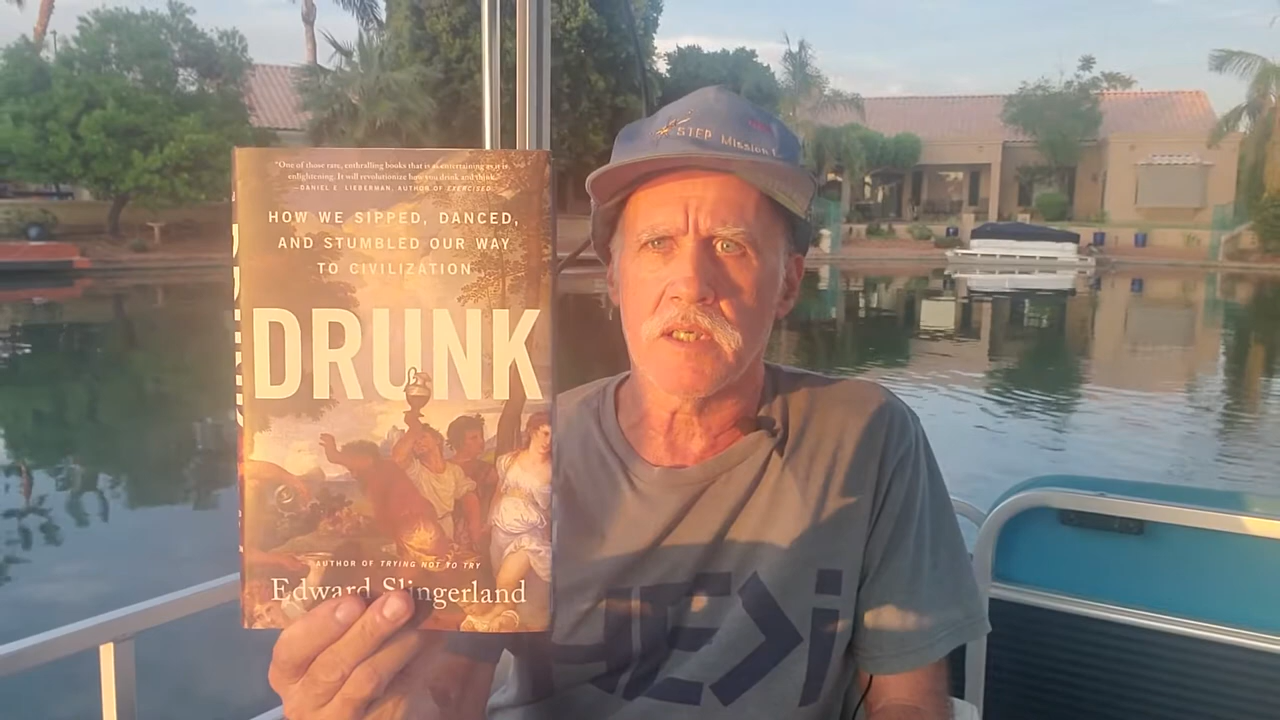 "One of those rare, enthralling books that is as entertaining as it is
enlightening. It will revolutionize how you drink and think."
—DANIEL E. LIEBERMAN, AUTHOR OF EXERCISED
HOW WE SIPPED, DANCED,
AND STUMBLED OUR WAY
TO CIVILIZATION
DRUNK
AUTHOR OF TRYING NOT TO TRY
Edward Slingerland
STEP Mission
HE>i